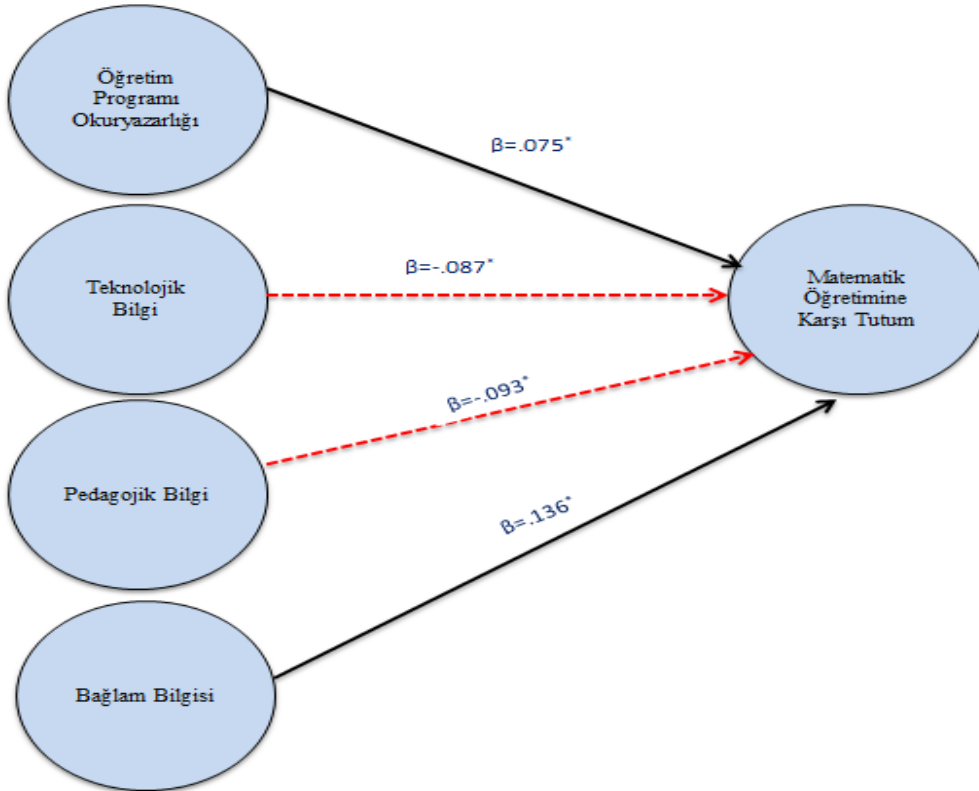 Öğretim
Programı
Okuryazarlığı
β=.075*
Teknolojik
Bilgi
β=-.087*
Matematik
Öğretimine
Karşı Tutum
Pedagojik Bilgi
β=-.093*
Bağlam Bilgisi
β=.136*